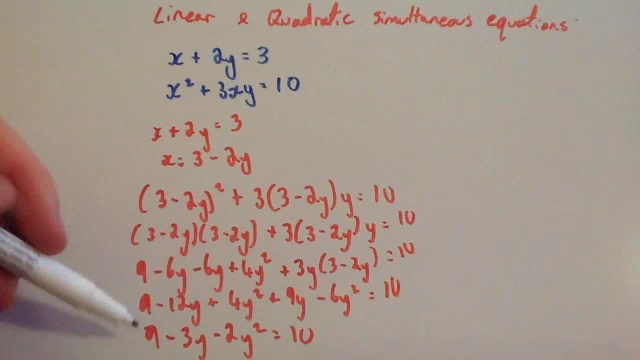 Linear & Quadratic simultaneous equations.
x + 2y = 3
x² + 3xy = 10
x + 2y = 3
x = 3 - 2y
(3 - 2y)² + 3(3 - 2y)y = 10
(3 - 2y)(3 - 2y) + 3(3 - 2y)y = 10
9 - 6y - 6y + 4y² + 3y(3 - 2y) = 10
9 - 12y + 4y² + 9y - 6y² = 10
9 - 3y - 2y² = 10